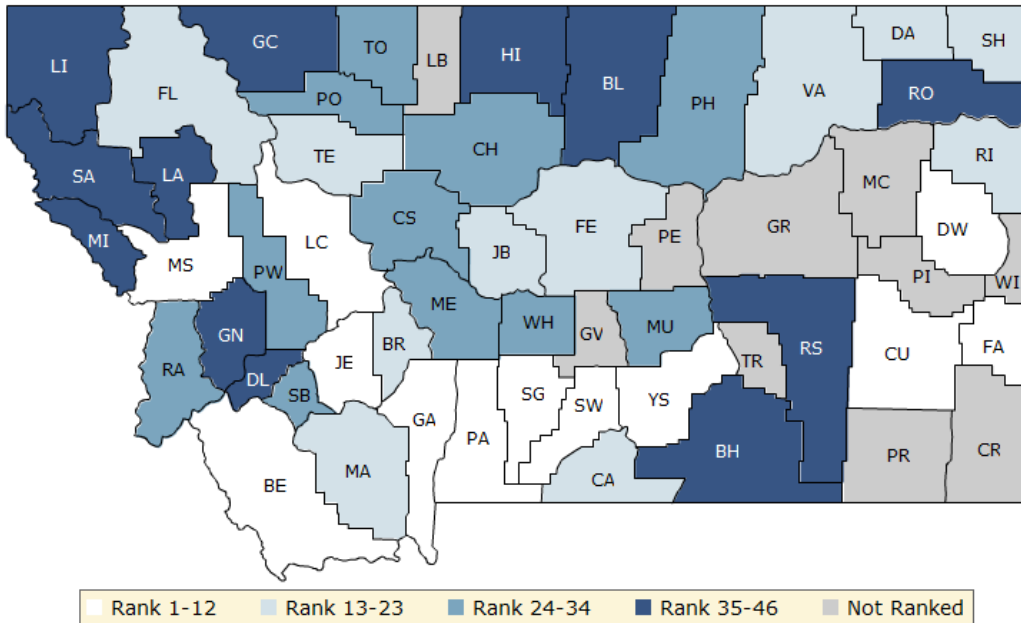 GC
TO
LB
HI
BL
PH
VA
DA
SH
LI
FL
PO
RO
TE
CH
RI
SA
LA
MC
CS
GR
MI
MS
LC
JB
FE
PE
DW
PW
PI
WI
ME
WH
GV
MU
GN
JE
BR
RS
CU
FA
RA
DL
SB
SG
SW
YS
TR
GA
PA
MA
BE
CA
BH
PR
CR
Rank 1-12 Rank 13-23 Rank 24-34 Rank 35-46 Not Ranked